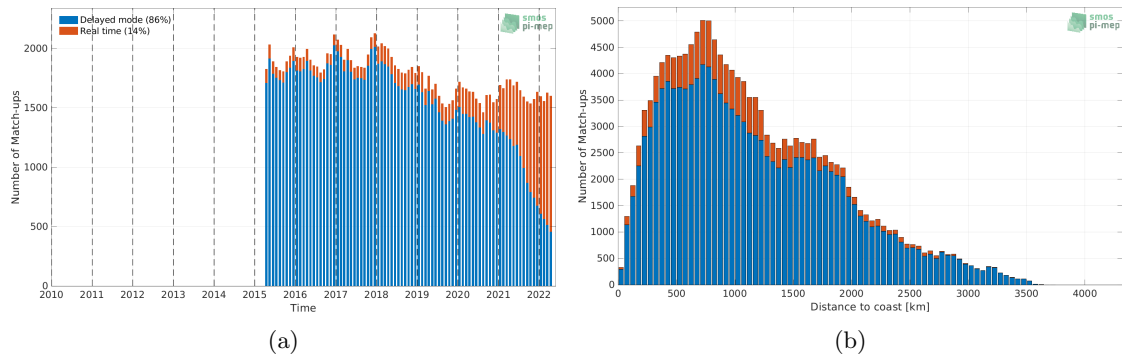 Delayed mode (86%)
Real time (14%)
smos
pi-mep
Number of Match-ups
2000
1500
1000
500
0
2010 2011 2012 2013 2014 2015 2016 2017 2018 2019 2020 2021 2022
Time
(a)
smos
pi-mep
Number of Match-ups
5000
4500
4000
3500
3000
2500
2000
1500
1000
500
0
0 500 1000 1500 2000 2500 3000 3500 4000
Distance to coast [km]
(b)